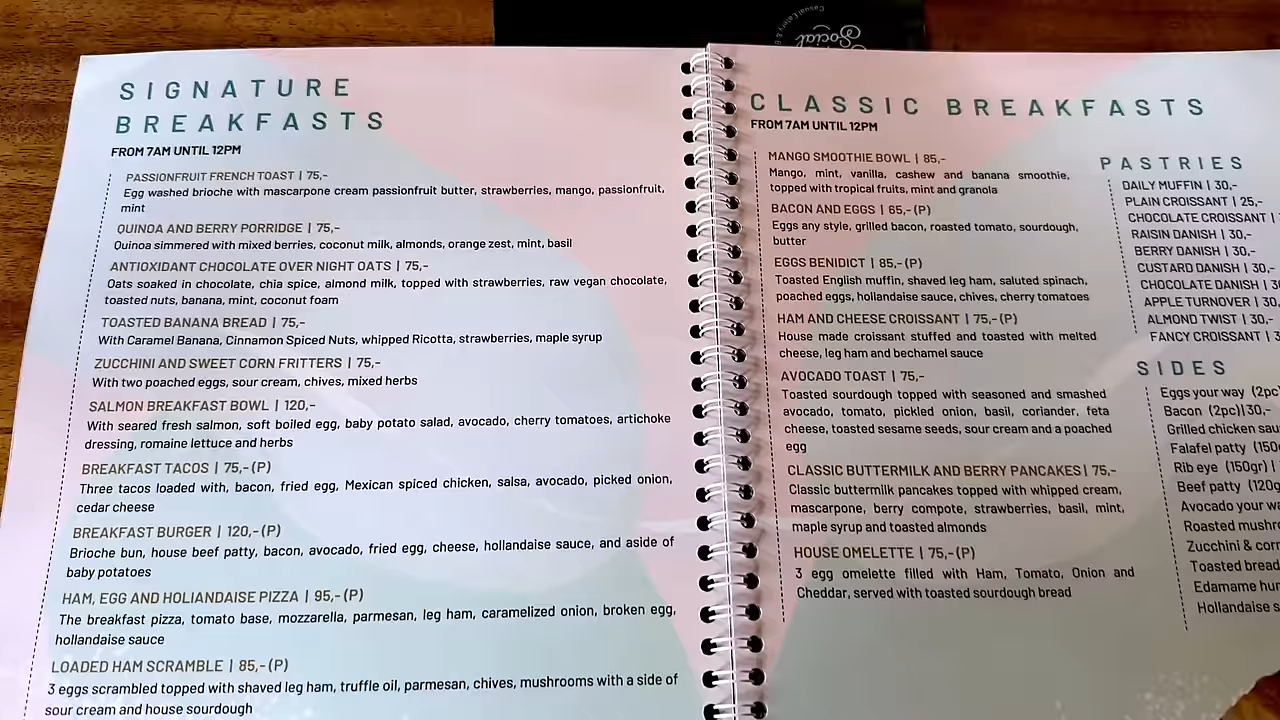 Casual Eatery &
Social
SIGNATURE
BREAKFASTS
FROM 7AM UNTIL 12PM
PASSIONFRUIT FRENCH TOAST | 75,-
Egg washed brioche with mascarpone cream passionfruit butter, strawberries, mango, passionfruit,
mint
QUINOA AND BERRY PORRIDGE | 75,-
Quinoa simmered with mixed berries, coconut milk, almonds, orange zest, mint, basil
ANTIOXIDANT CHOCOLATE OVER NIGHT OATS | 75,-
Oats soaked in chocolate, chia spice, almond milk, topped with strawberries, raw vegan chocolate,
toasted nuts, banana, mint, coconut foam
TOASTED BANANA BREAD | 75,-
With Caramel Banana, Cinnamon Spiced Nuts, whipped Ricotta, strawberries, maple syrup
ZUCCHINI AND SWEET CORN FRITTERS | 75,-
With two poached eggs, sour cream, chives, mixed herbs
SALMON BREAKFAST BOWL | 120,-
With seared fresh salmon, soft boiled egg, baby potato salad, avocado, cherry tomatoes, artichoke
dressing, romaine lettuce and herbs
BREAKFAST TACOS | 75,-(P)
Three tacos loaded with, bacon, fried egg, Mexican spiced chicken, salsa, avocado, picked onion,
cedar cheese
BREAKFAST BURGER | 120,-(P)
Brioche bun, house beef patty, bacon, avocado, fried egg, cheese, hollandaise sauce, and aside of
baby potatoes
HAM, EGG AND HOLIANDAISE PIZZA | 95,-(P)
The breakfast pizza, tomato base, mozzarella, parmesan, leg ham, caramelized onion, broken egg,
hollandaise sauce
LOADED HAM SCRAMBLE | 85,-(P)
3 eggs scrambled topped with shaved leg ham, truffle oil, parmesan, chives, mushrooms with a side of
sour cream and house sourdough
CLASSIC BREAKFASTS
FROM 7AM UNTIL 12PM
MANGO SMOOTHIE BOWL | 85,-
Mango, mint, vanilla, cashew and banana smoothie,
topped with tropical fruits, mint and granola
BACON AND EGGS | 65,-(P)
Eggs any style, grilled bacon, roasted tomato, sourdough,
butter
EGGS BENIDICT | 85,-(P)
Toasted English muffin, shaved leg ham, saluted spinach,
poached eggs, hollandaise sauce, chives, cherry tomatoes
HAM AND CHEESE CROISSANT | 75,-(P)
House made croissant stuffed and toasted with melted
cheese, leg ham and bechamel sauce
AVOCADO TOAST | 75,-
Toasted sourdough topped with seasoned and smashed
avocado, tomato, pickled onion, basil, coriander, feta
cheese, toasted sesame seeds, sour cream and a poached
egg
CLASSIC BUTTERMILK AND BERRY PANCAKES| 75,-
Classic buttermilk pancakes topped with whipped cream,
mascarpone, berry compote, strawberries, basil, mint,
maple syrup and toasted almonds
HOUSE OMELETTE | 75,-(P)
3 egg omelette filled with Ham, Tomato, Onion and
Cheddar, served with toasted sourdough bread
PASTRIES
DAILY MUFFIN | 30,-
PLAIN CROISSANT | 25,-
CHOCOLATE CROISSANT |
RAISIN DANISH | 30,-
BERRY DANISH | 30,-
CUSTARD DANISH | 30,-
CHOCOLATE DANISH | 
APPLE TURNOVER | 30,
ALMOND TWIST | 30,-
FANCY CROISSANT |
SIDES
Eggs your way (2pc
Bacon (2pc)|30,-
Grilled chicken
Falafel patty (150
Rib eye (150gr) |
Beef patty (120g
Avocado your
Roasted
Zucchini &
Toasted bread
Edamame
Hollandaise